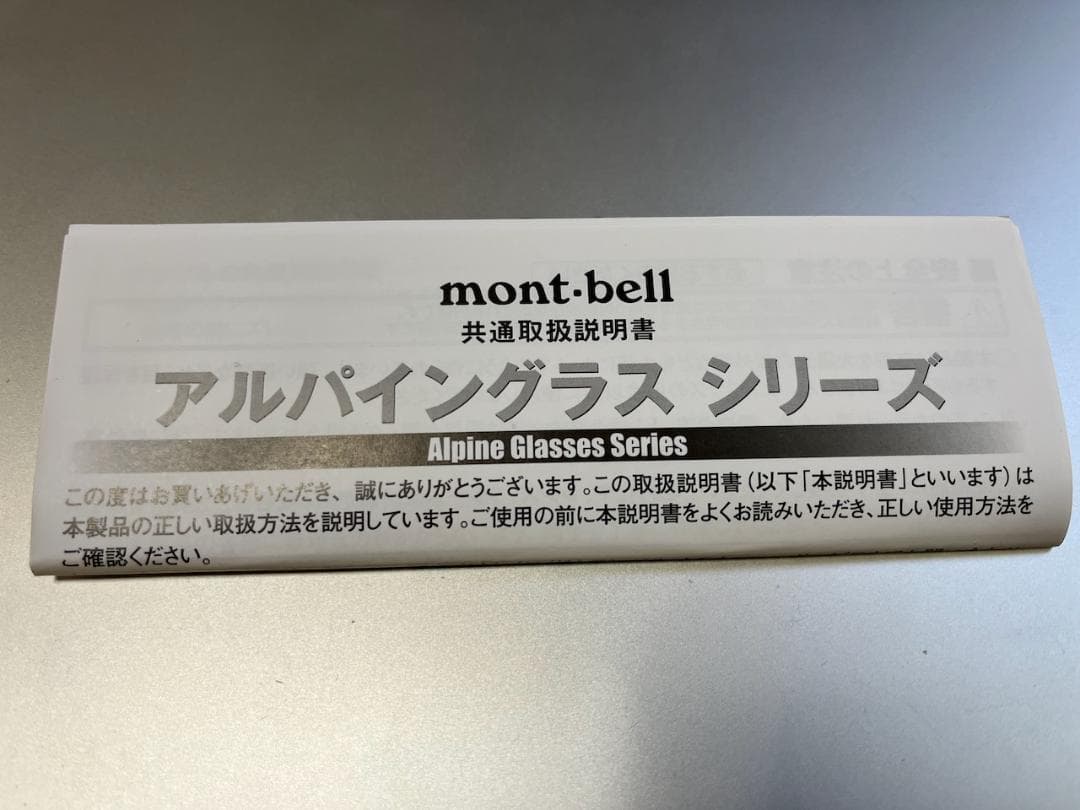 mont·bell
共通取扱説明書
アルパイングラス シリーズ
Alpine Glasses Series
この度はお買いあげいただき、誠にありがとうございます。この取扱説明書（以下「本説明書」といいます）は
本製品の正しい取扱方法を説明しています。ご使用の前に本説明書をよくお読みいただき、正しい使用方法を
ご確認ください。